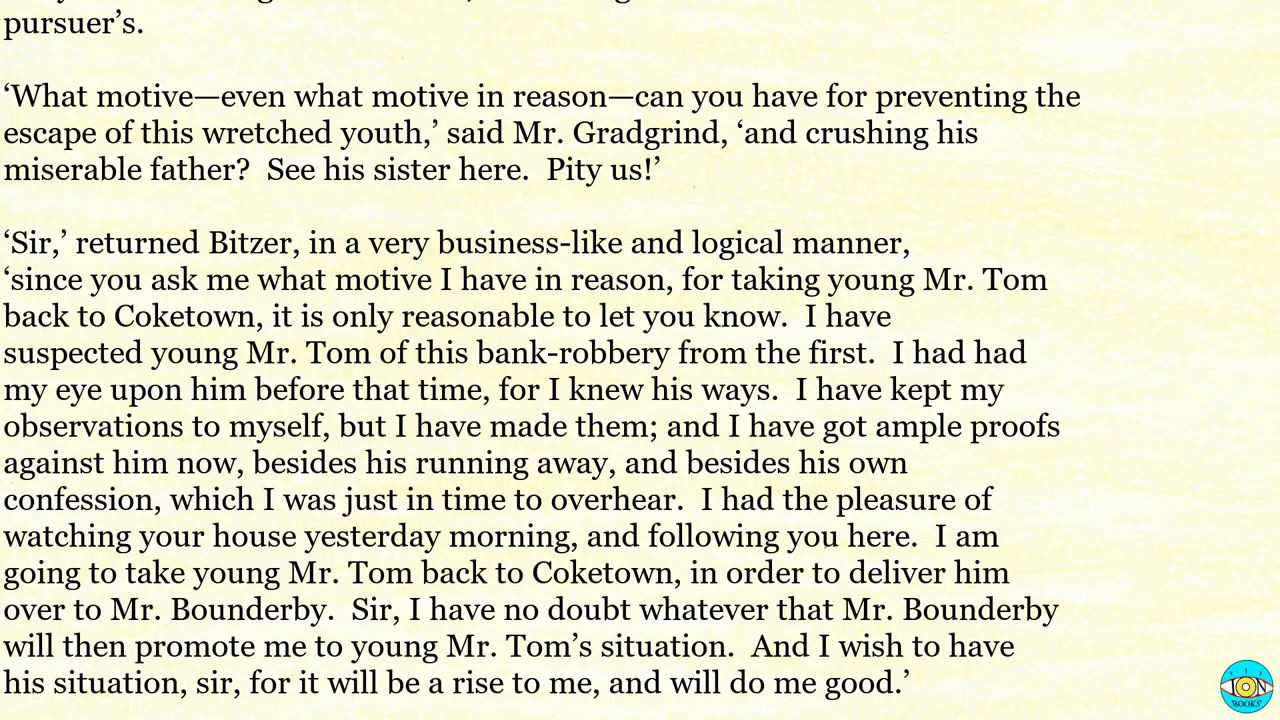 pursuer’s.
‘What motive—even what motive in reason—can you have for preventing the
escape of this wretched youth,’ said Mr. Gradgrind, ‘and crushing his
miserable father?  See his sister here.  Pity us!’
‘Sir,’ returned Bitzer, in a very business-like and logical manner,
‘since you ask me what motive I have in reason, for taking young Mr. Tom
back to Coketown, it is only reasonable to let you know.  I have
suspected young Mr. Tom of this bank-robbery from the first.  I had had
my eye upon him before that time, for I knew his ways.  I have kept my
observations to myself, but I have made them; and I have got ample proofs
against him now, besides his running away, and besides his own
confession, which I was just in time to overhear.  I had the pleasure of
watching your house yesterday morning, and following you here.  I am
going to take young Mr. Tom back to Coketown, in order to deliver him
over to Mr. Bounderby.  Sir, I have no doubt whatever that Mr. Bounderby
will then promote me to young Mr. Tom’s situation.  And I wish to have
his situation, sir, for it will be a rise to me, and will do me good.’
ION
BOOKS